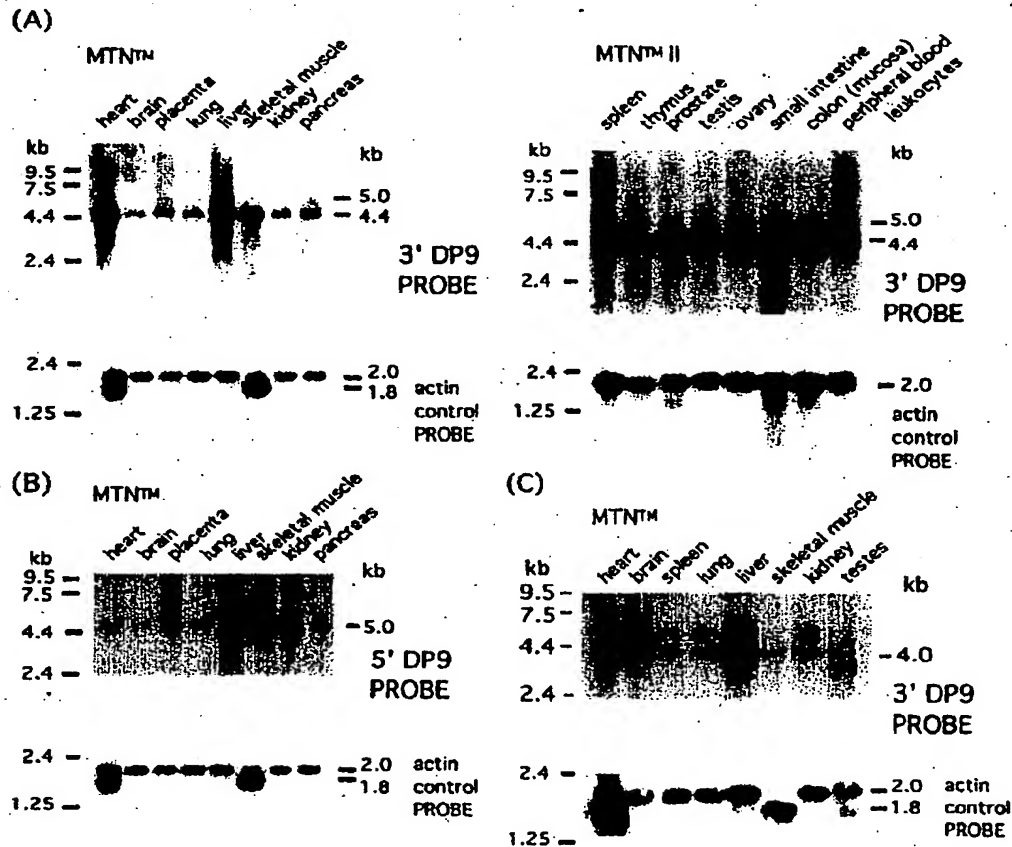 (A)
MTN™
heart
brain
placenta
lung
liver
skeletal muscle
kidney
pancreas
kb
9.5
7.5
4.4
2.4
kb
5.0
4.4
3' DP9
PROBE
2.4
1.25
2.0
1.8
actin
control
PROBE
MTN™ II
spleen
thymus
prostate
testis
ovary
small intestine
colon (mucosa)
peripheral blood
leukocytes
kb
9.5
7.5
4.4
2.4
kb
5.0
4.4
3' DP9
PROBE
2.4
1.25
2.0
actin
control
PROBE
(B)
MTN™
heart
brain
placenta
lung
liver
skeletal muscle
kidney
pancreas
kb
9.5
7.5
4.4
2.4
kb
5.0
5' DP9
PROBE
2.4
1.25
2.0
1.8
actin
control
PROBE
(C)
MTN™
heart
brain
spleen
lung
liver
skeletal muscle
kidney
testes
kb
9.5
7.5
4.4
2.4
kb
4.0
3' DP9
PROBE
2.4
1.25
2.0
1.8
actin
control
PROBE